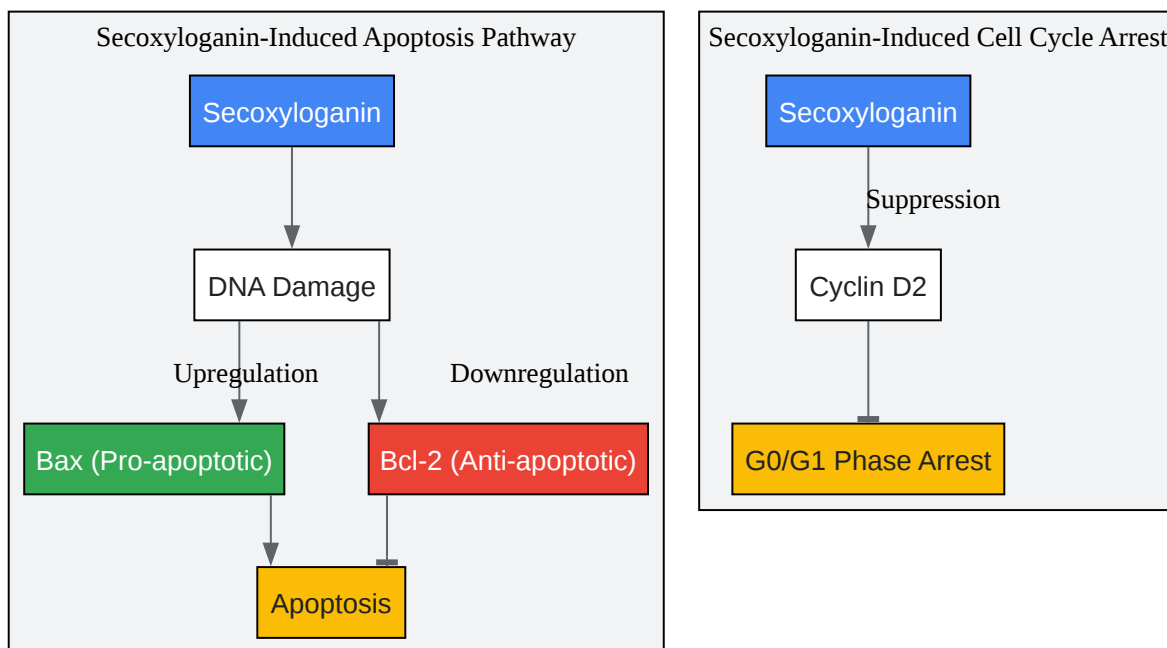 Secoxyloganin-Induced Apoptosis Pathway
Secoxyloganin
DNA Damage
Upregulation
Downregulation
Bax (Pro-apoptotic)
Bcl-2 (Anti-apoptotic)
Apoptosis
Secoxyloganin-Induced Cell Cycle Arrest
Secoxyloganin
Suppression
Cyclin D2
G0/G1 Phase Arrest